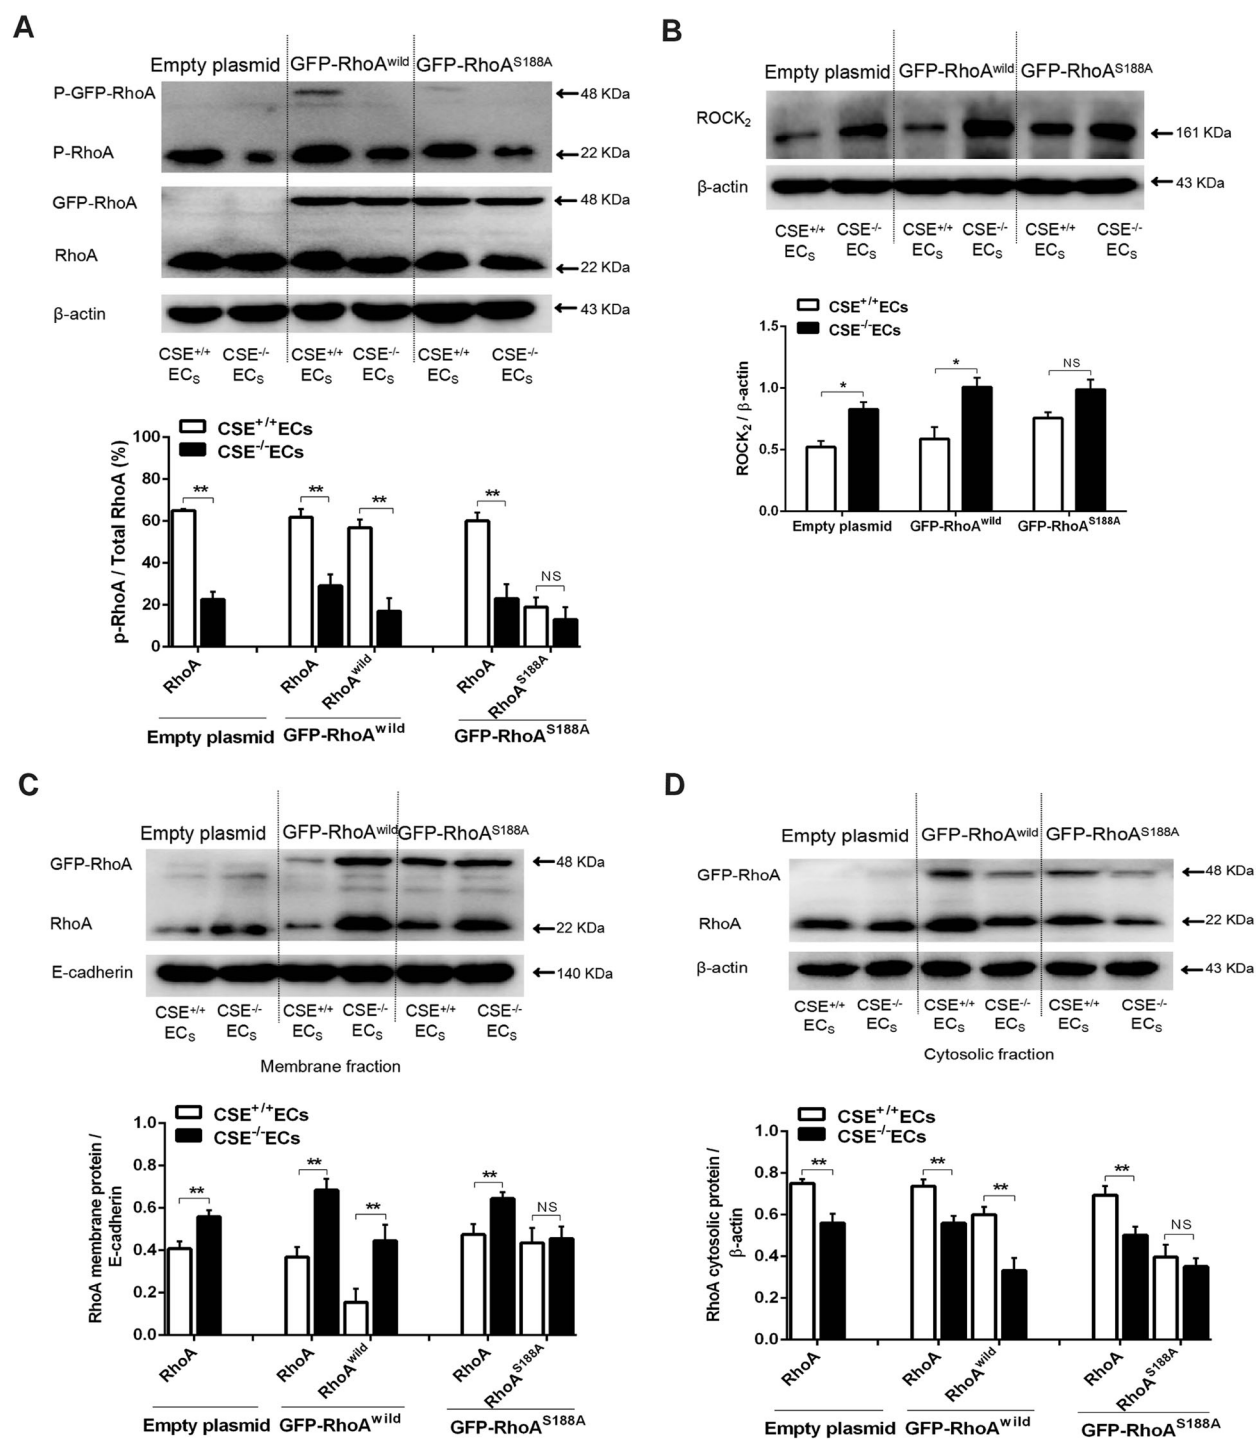 A
Empty plasmid GFP-RhoAwild GFP-RhoAS188A
P-GFP-RhoA 48 KDa
P-RhoA 22 KDa
GFP-RhoA 48 KDa
RhoA 22 KDa
β-actin 43 KDa
CSE+/+ CSE-/- CSE+/+ CSE-/- CSE+/+ CSE-/-
ECS ECS ECS ECS ECS ECS
CSE+/+ECs
CSE-/-ECs
p-RhoA / Total RhoA (%)
100
80
60
40
20
0
** ** ** ** NS
RhoA RhoA RhoAwild RhoA RhoAS188A
Empty plasmid GFP-RhoAwild GFP-RhoAS188A
B
Empty plasmid GFP-RhoAwild GFP-RhoAS188A
ROCK2 161 KDa
β-actin 43 KDa
CSE+/+ CSE-/- CSE+/+ CSE-/- CSE+/+ CSE-/-
ECS ECS ECS ECS ECS ECS
CSE+/+ECs
CSE-/-ECs
ROCK2 / β-actin
1.5
1.0
0.5
0.0
* * NS
Empty plasmid GFP-RhoAwild GFP-RhoAS188A
C
Empty plasmid GFP-RhoAwild GFP-RhoAS188A
GFP-RhoA 48 KDa
RhoA 22 KDa
E-cadherin 140 KDa
CSE+/+ CSE-/- CSE+/+ CSE-/- CSE+/+ CSE-/-
ECS ECS ECS ECS ECS ECS
Membrane fraction
CSE+/+ECs
CSE-/-ECs
RhoA membrane protein /
E-cadherin
1.0
0.8
0.6
0.4
0.2
0.0
** ** ** ** NS
RhoA RhoA RhoAwild RhoA RhoAS188A
Empty plasmid GFP-RhoAwild GFP-RhoAS188A
D
Empty plasmid GFP-RhoAwild GFP-RhoAS188A
GFP-RhoA 48 KDa
RhoA 22 KDa
β-actin 43 KDa
CSE+/+ CSE-/- CSE+/+ CSE-/- CSE+/+ CSE-/-
ECS ECS ECS ECS ECS ECS
Cytosolic fraction
CSE+/+ECs
CSE-/-ECs
RhoA cytosolic protein /
β-actin
1.0
0.8
0.6
0.4
0.2
0.0
** ** ** ** NS
RhoA RhoA RhoAwild RhoA RhoAS188A
Empty plasmid GFP-RhoAwild GFP-RhoAS188A